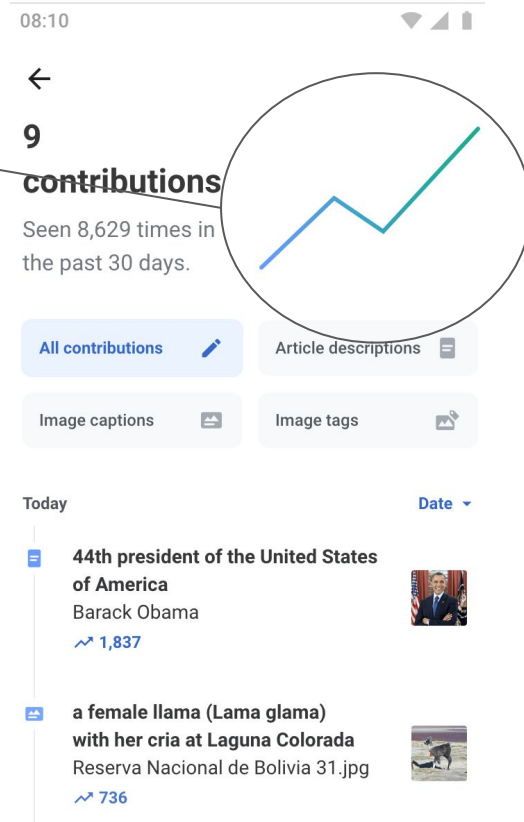 08:10
9
contributions
Seen 8,629 times in
the past 30 days.
All contributions
Article descriptions
Image captions
Image tags
Today
Date
44th president of the United States
of America
Barack Obama
1,837
a female llama (Lama glama)
with her cria at Laguna Colorada
Reserva Nacional de Bolivia 31.jpg
736